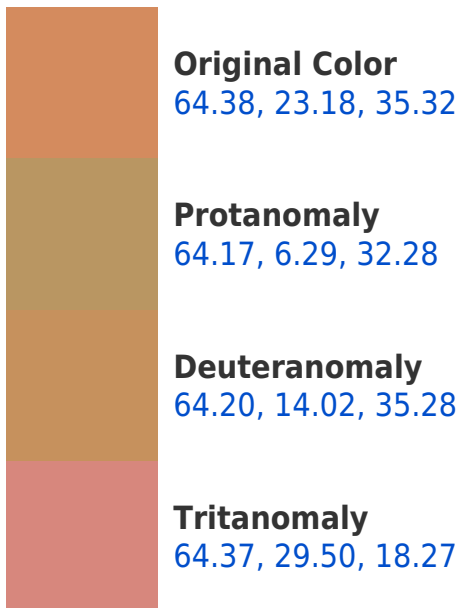 Original Color
64.38, 23.18, 35.32
Protanomaly
64.17, 6.29, 32.28
Deuteranomaly
64.20, 14.02, 35.28
Tritanomaly
64.37, 29.50, 18.27